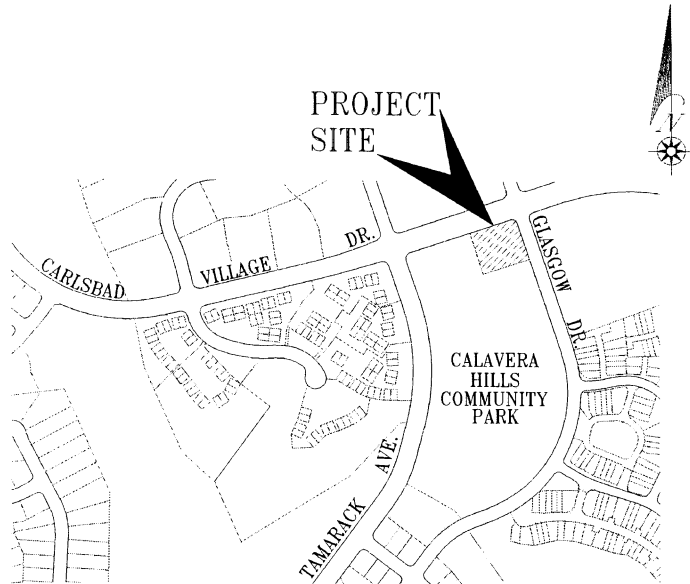 N
PROJECT
SITE
CARLSBAD
VILLAGE
DR.
GLASGOW
DR.
CALAVERA
HILLS
COMMUNITY
PARK
TAMARACK
AVE.